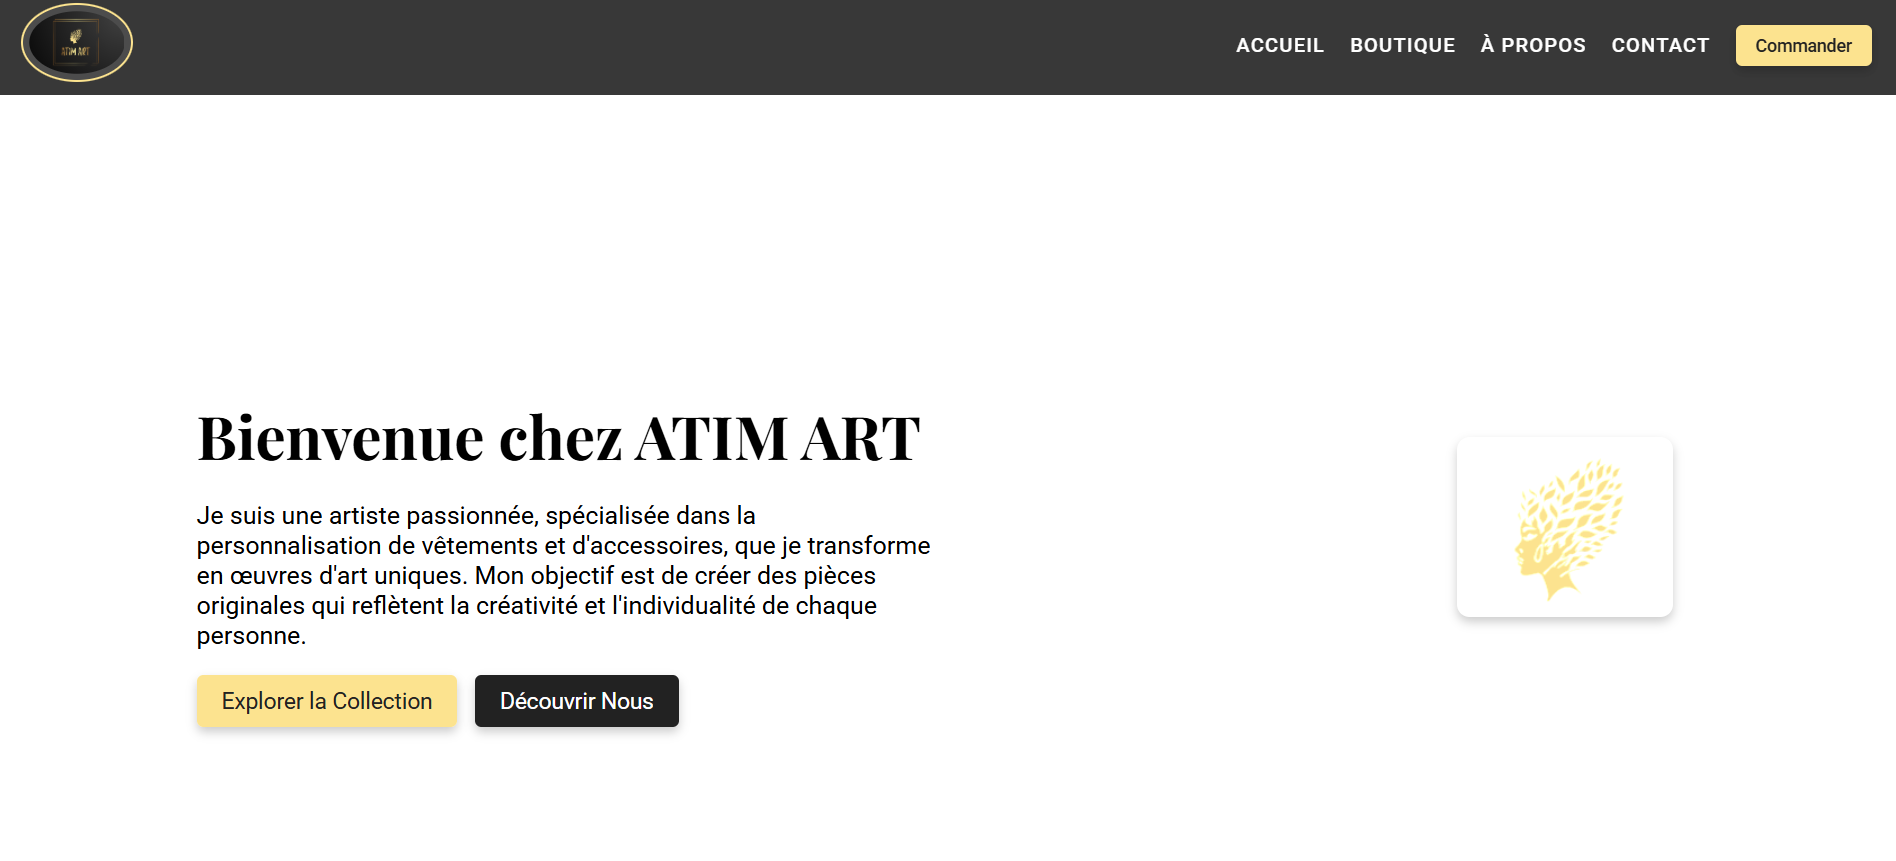 ATIM ART
ACCUEIL BOUTIQUE À PROPOS CONTACT Commander
Bienvenue chez ATIM ART
Je suis une artiste passionnée, spécialisée dans la
personnalisation de vêtements et d'accessoires, que je transforme
en œuvres d'art uniques. Mon objectif est de créer des pièces
originales qui reflètent la créativité et l'individualité de chaque
personne.
Explorer la Collection Découvrir Nous